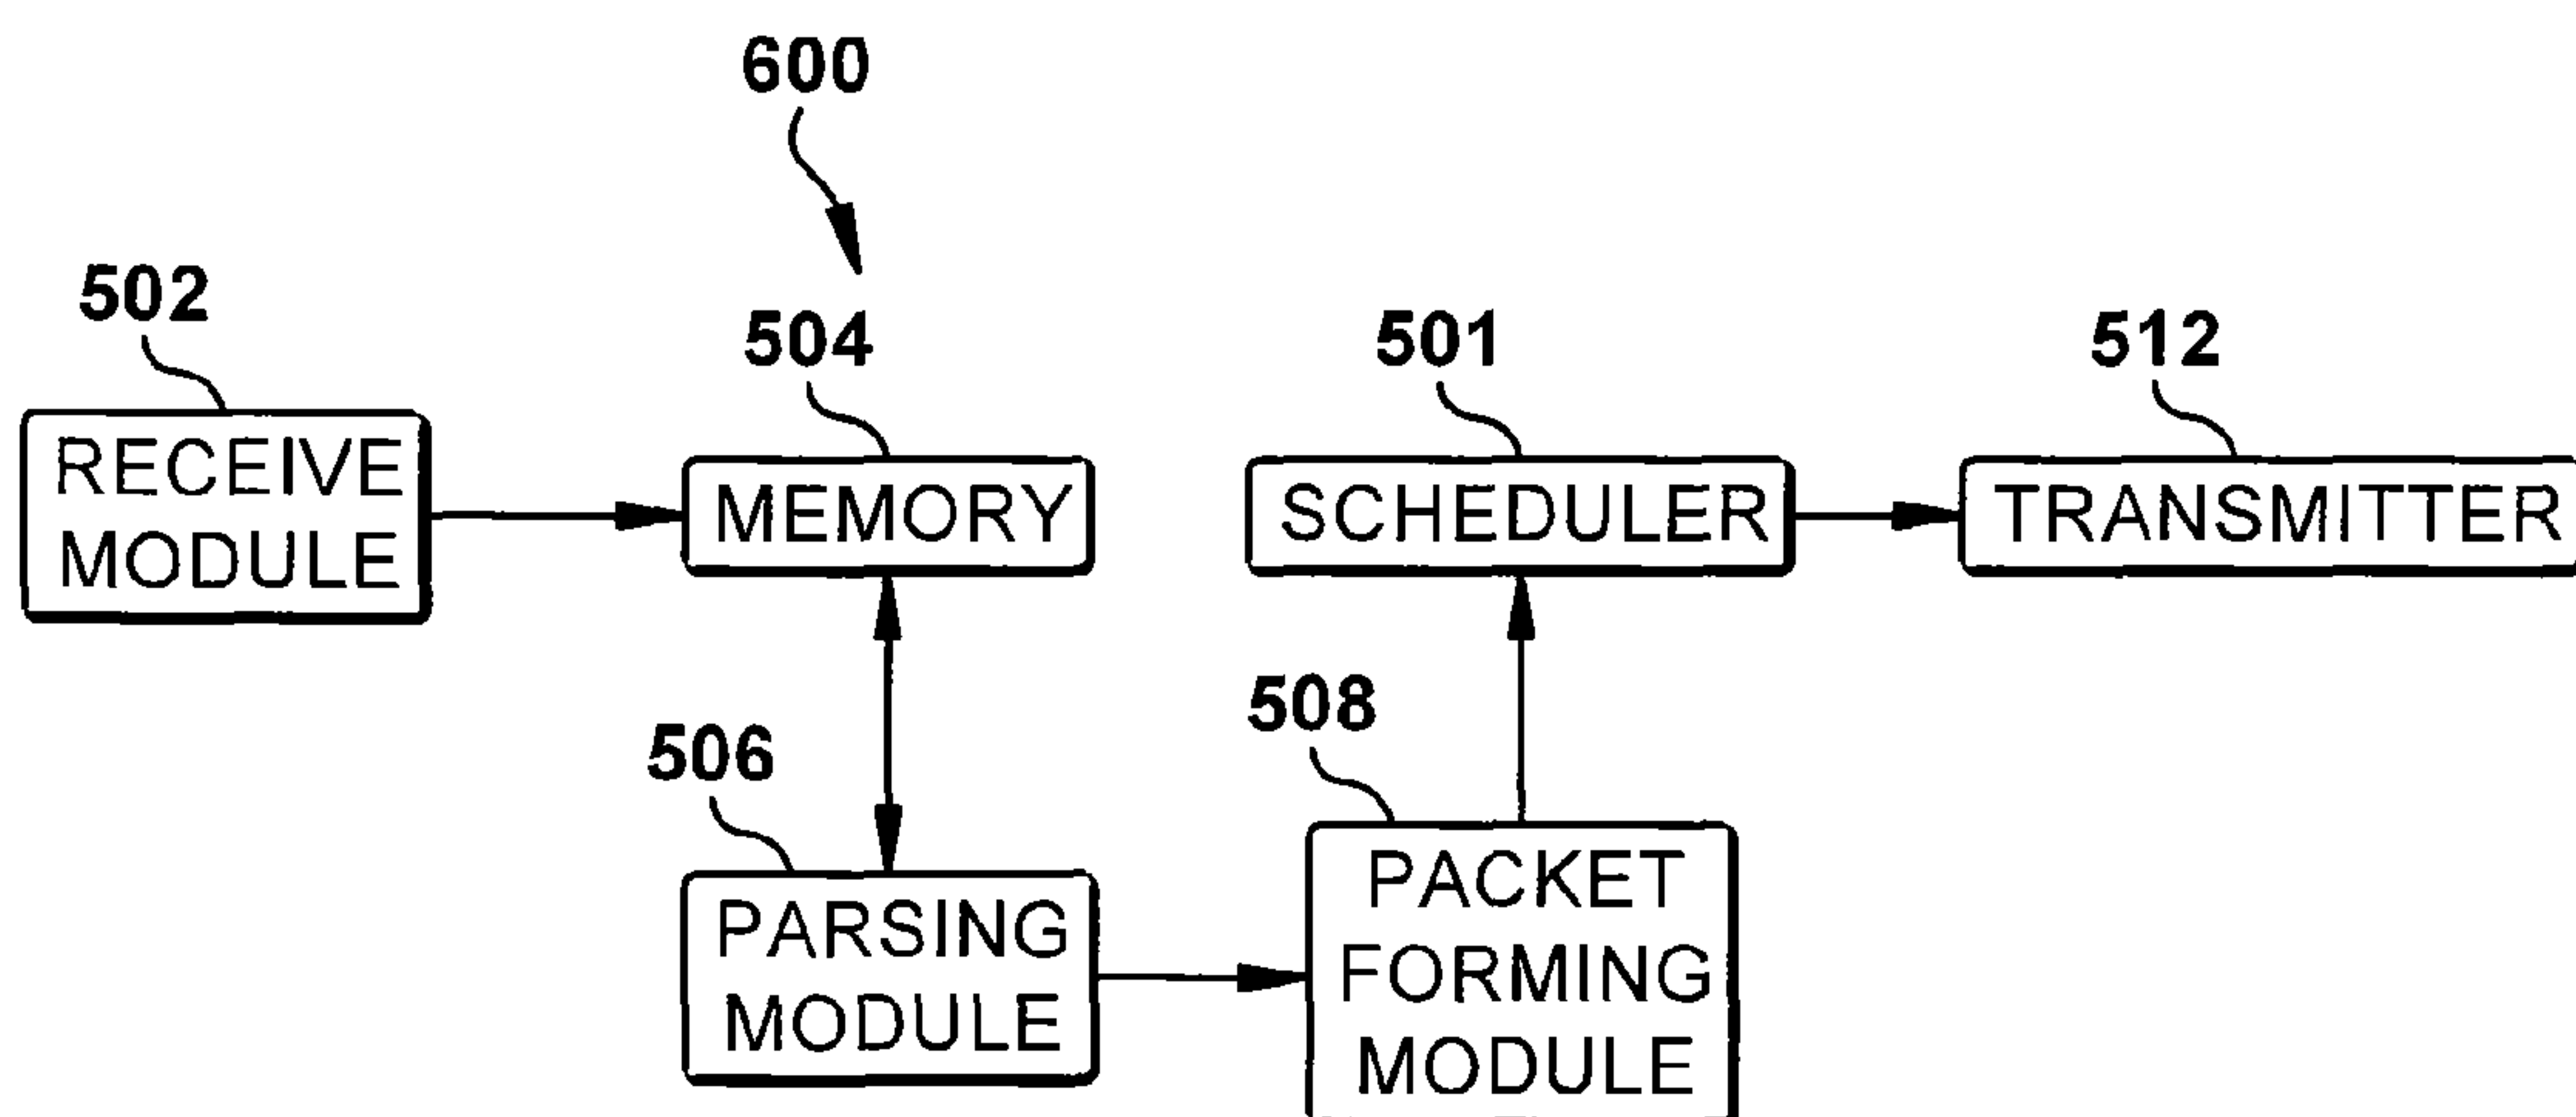 600
502
504
501
512
RECEIVE
MODULE
MEMORY
SCHEDULER
TRANSMITTER
506
508
PARSING
MODULE
PACKET
FORMING
MODULE